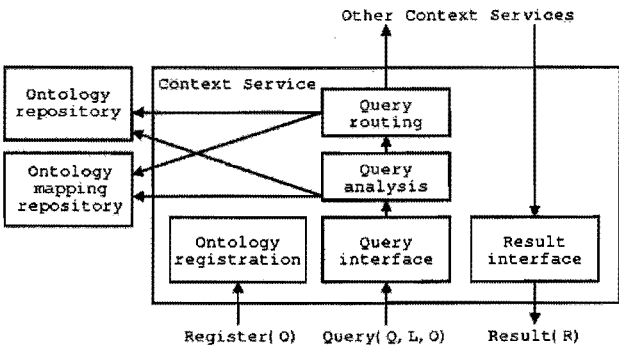 Other Context Services
Context Service
Ontology
repository
Query
routing
Ontology
mapping
repository
Query
analysis
Ontology
registration
Query
interface
Result
interface
Register(O)
Query(Q,L,O)
Result(R)